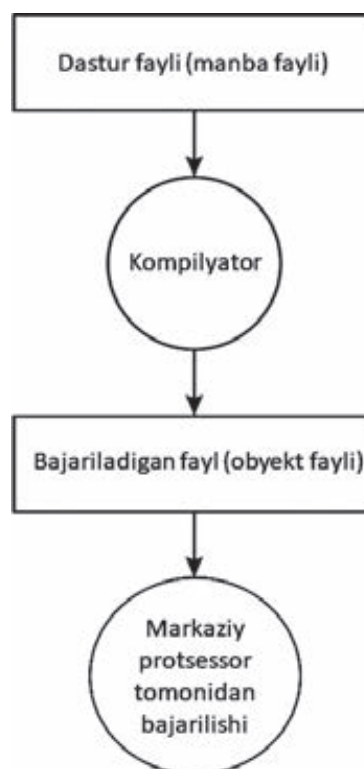 Dastur fayli (manba fayli)
Kompilyator
Bajariladigan fayl (obyekt fayli)
Markaziy
protsessor
tomonidan
bajarilishi